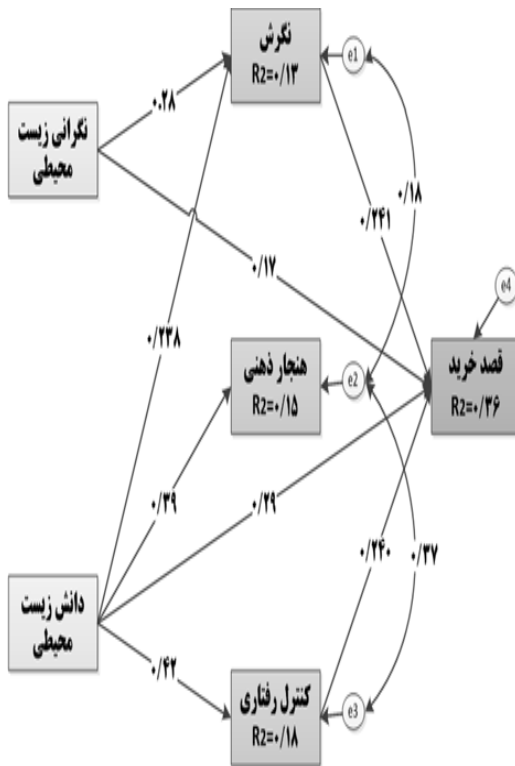 نگرش
R2=۰/۱۳
e1
نگرانی زیست
محیطی
۰.۲۸
۰/۱۸
۰/۲۴۱
۰/۱۷
e4
۰/۲۳۸
هنجار ذهنی
R2=۰/۱۵
e2
قصد خرید
R2=۰/۳۶
۰/۳۹
۰/۲۹
۰/۲۴۰
۰/۳۷
دانش زیست
محیطی
۰/۴۲
کنترل رفتاری
R2=۰/۱۸
e3